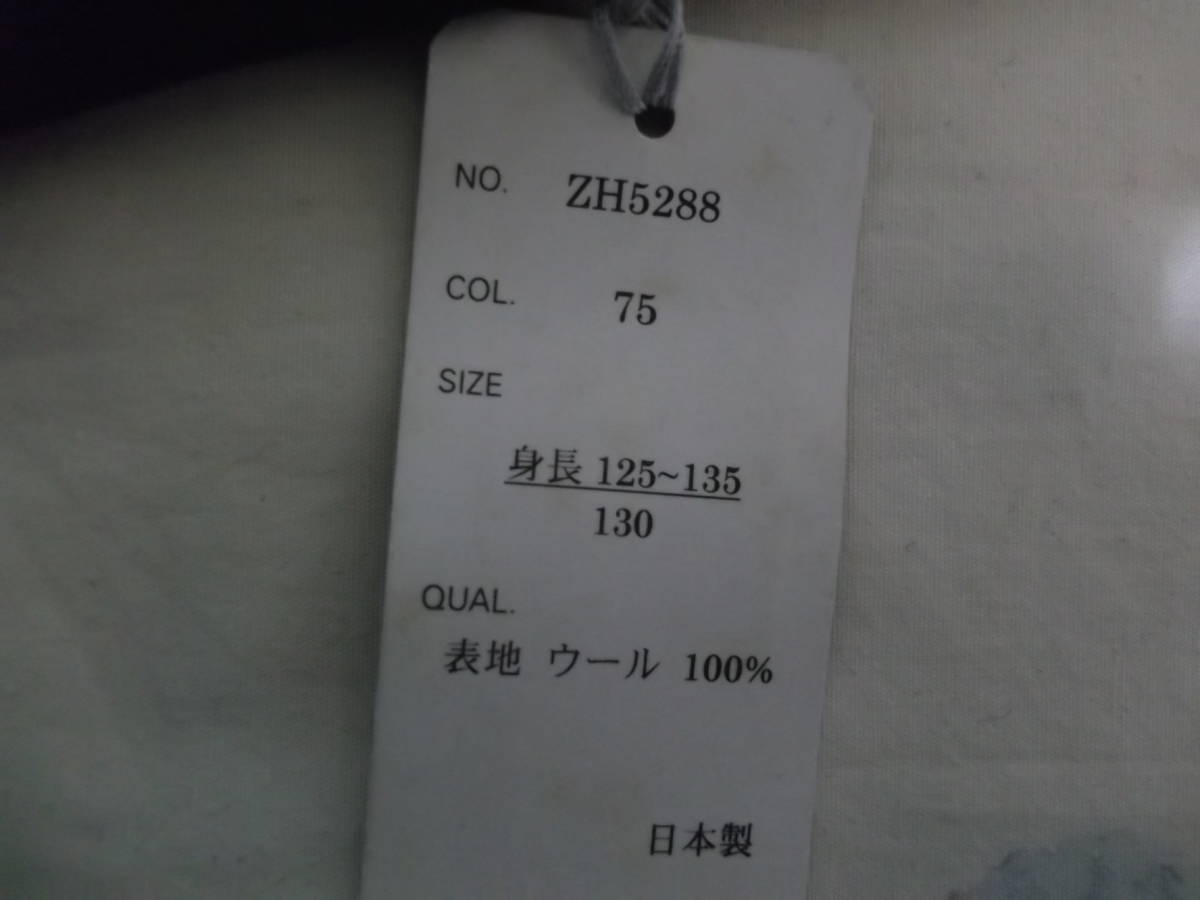 NO. ZH5288
COL. 75
SIZE
身長 125~135
130
QUAL.
表地 ウール 100%
日本製